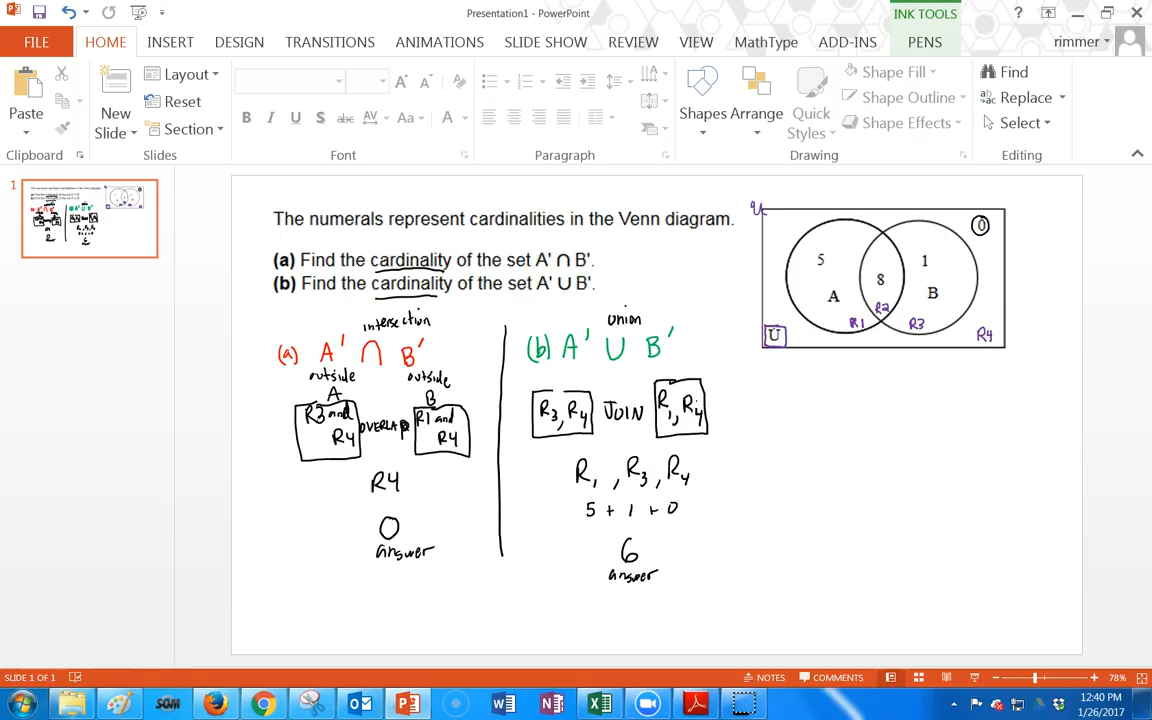 Presentation1 - PowerPoint
INK TOOLS
FILE
HOME
INSERT
DESIGN
TRANSITIONS
ANIMATIONS
SLIDE SHOW
REVIEW
VIEW
MathType
ADD-INS
PENS
rimmer
Paste
Clipboard
New
Slide
Layout
Reset
Section
Slides
B I U S abc AV Aa A
Font
Paragraph
Shapes
Arrange
Quick
Styles
Shape Fill
Shape Outline
Shape Effects
Drawing
Find
Replace
Select
Editing
1
The numerals represent cardinalities in the Venn diagram.
(a) Find the cardinality of the set A' ∩ B'.
(b) Find the cardinality of the set A' ∪ B'.
U
0
5
8
1
A
B
R1
R2
R3
R4
U
intersection
(a) A' ∩ B'
outside
A
outside
B
R3 and
R4
OVERLAP
R1 and
R4
R4
0
answer
union
(b) A' ∪ B'
R3, R4 JOIN R1, R4
R1, R3, R4
5 + 1 + 0
6
answer
SLIDE 1 OF 1
NOTES
COMMENTS
78%
SOM
12:40 PM
1/26/2017